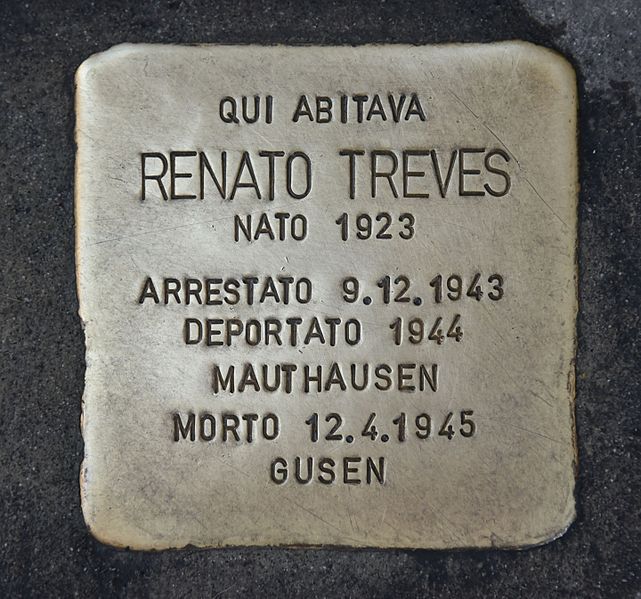 QUI ABITAVA
RENATO TREVES
NATO 1923
ARRESTATO 9.12.1943
DEPORTATO 1944
MAUTHAUSEN
MORTO 12.4.1945
GUSEN